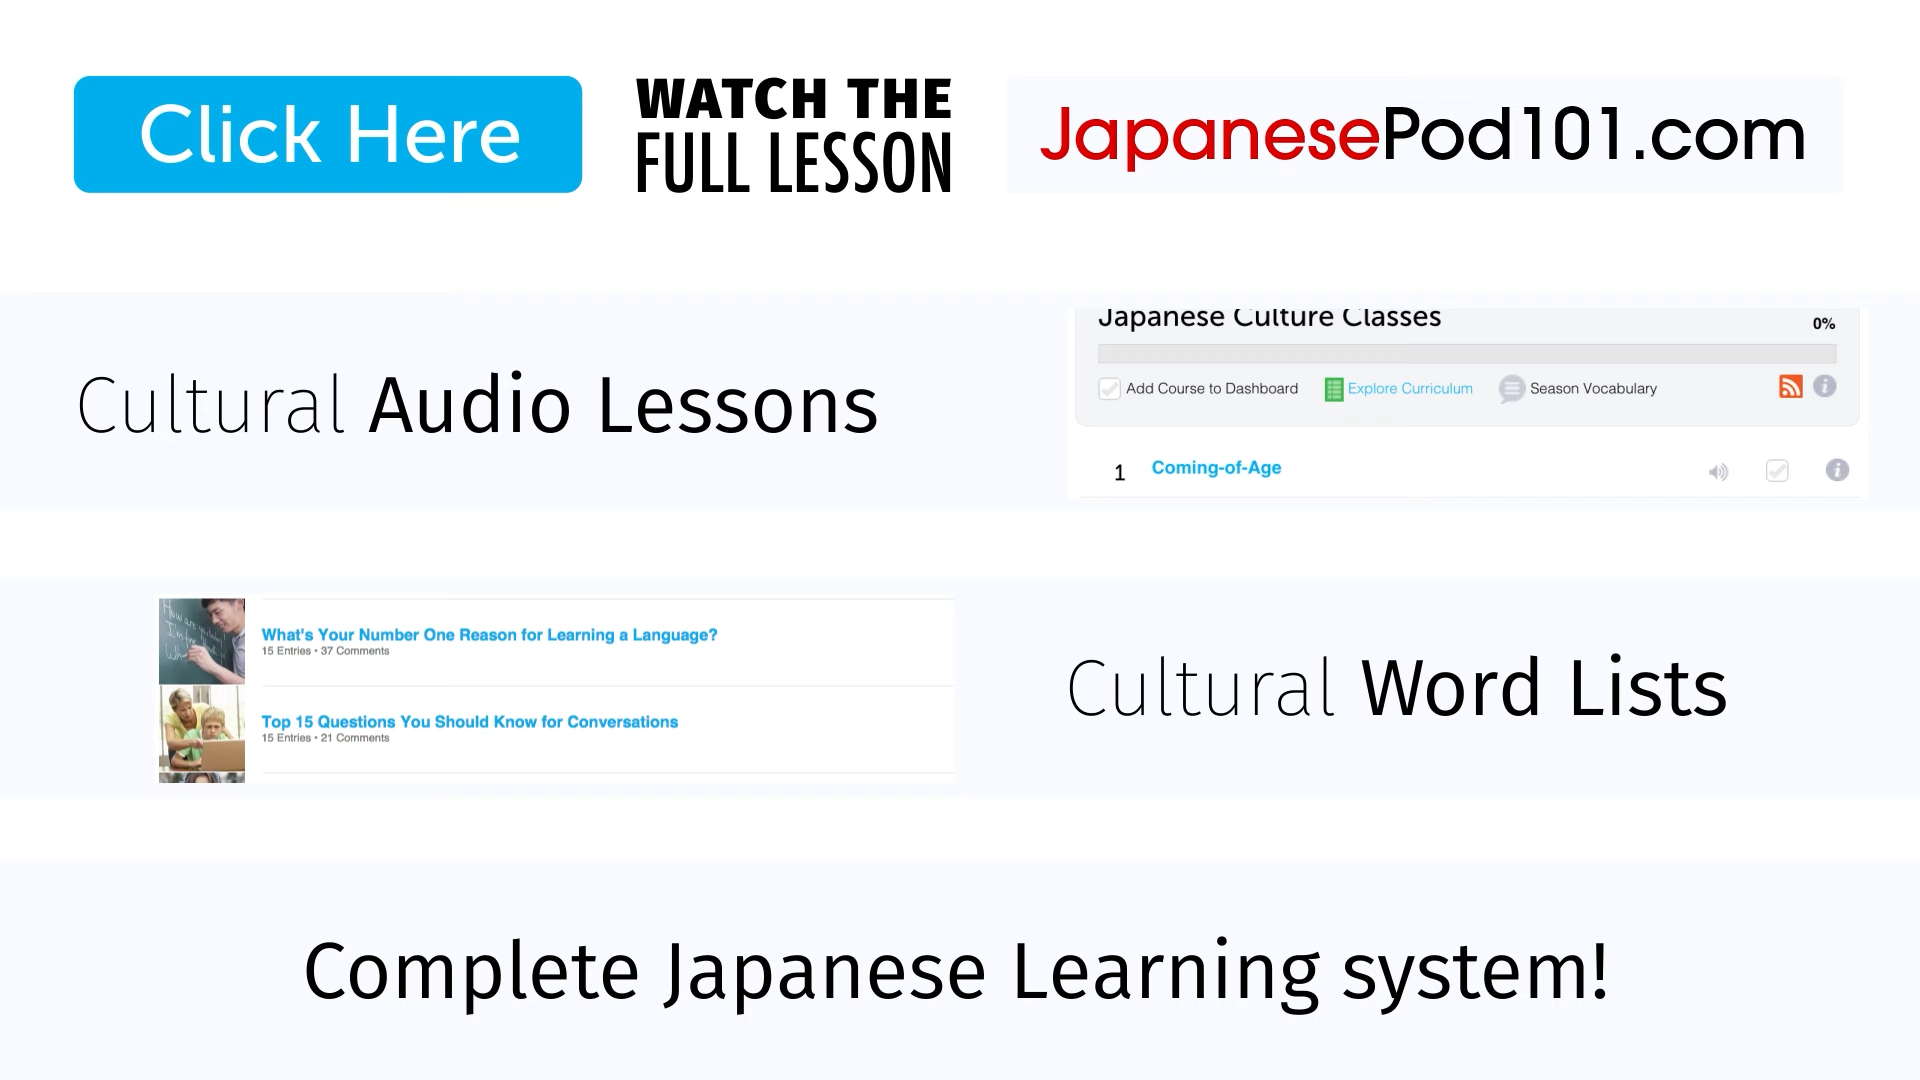 Click Here
WATCH THE
FULL LESSON
JapanesePod101.com
Cultural Audio Lessons
Japanese Culture Classes
0%
Add Course to Dashboard
Explore Curriculum
Season Vocabulary
1
Coming-of-Age
What's Your Number One Reason for Learning a Language?
15 Entries • 37 Comments
Top 15 Questions You Should Know for Conversations
15 Entries • 21 Comments
Cultural Word Lists
Complete Japanese Learning system!